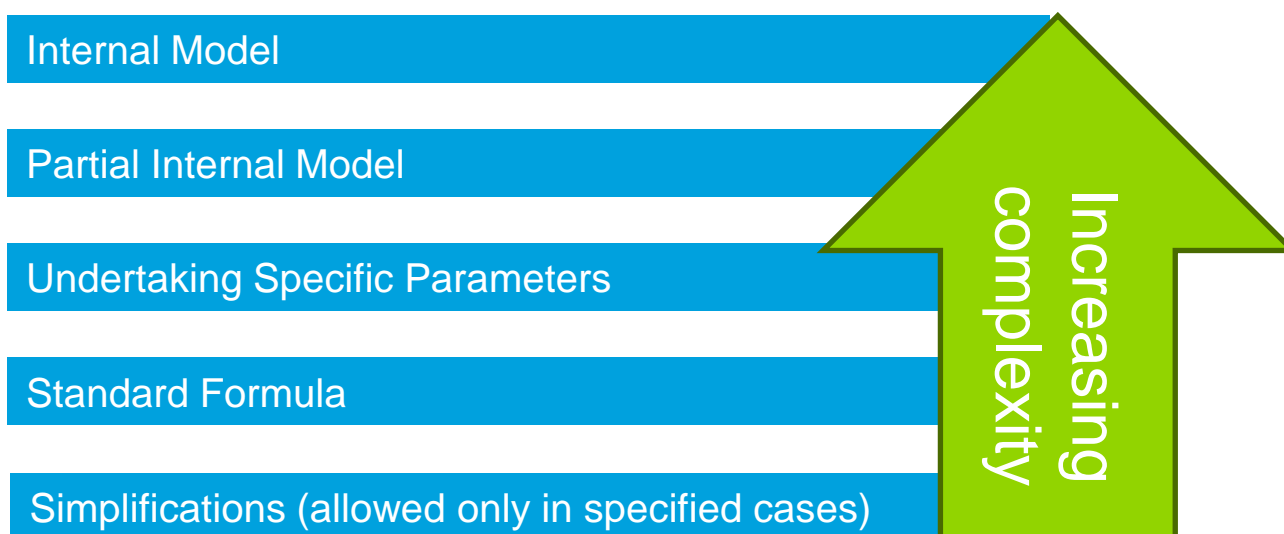 Internal Model
Partial Internal Model
Undertaking Specific Parameters
Standard Formula
Simplifications (allowed only in specified cases)
Increasing
complexity